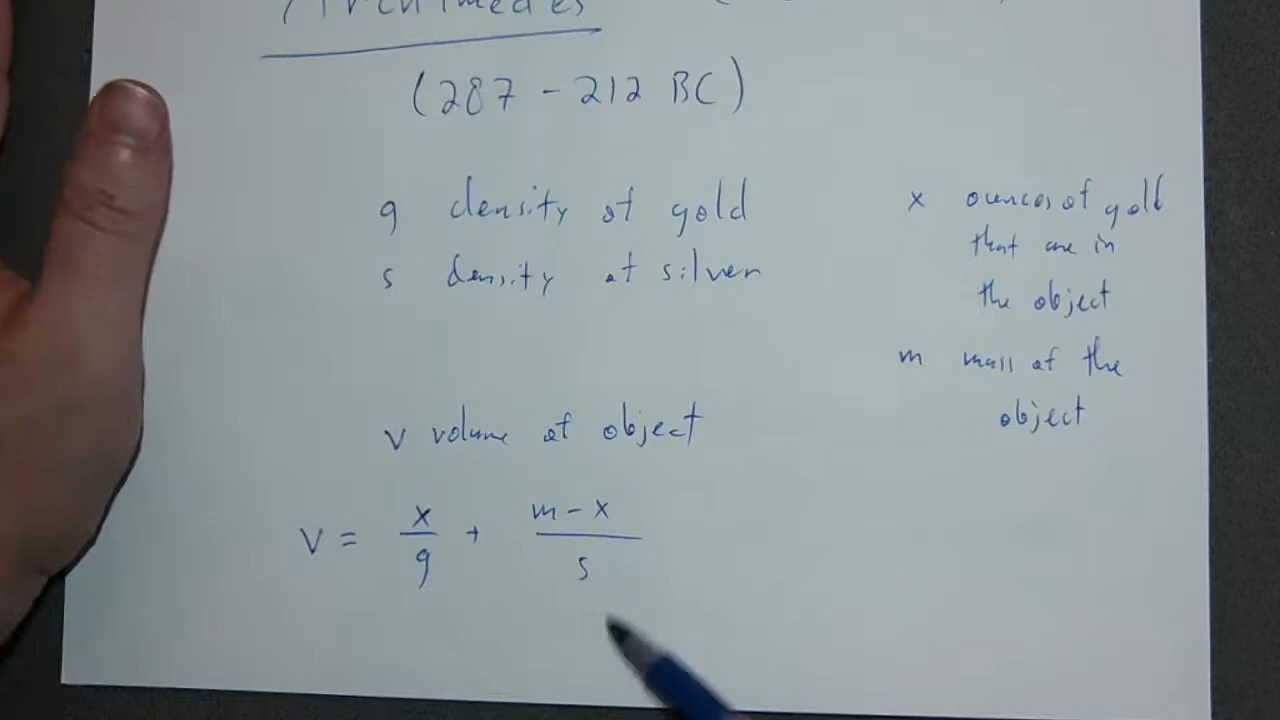 Archimedes
(287 - 212 BC)
g density of gold
s density of silver
x ounces of gold
that are in
the object
m mass of the
object
v volume of object
v = x/g + (m - x)/s